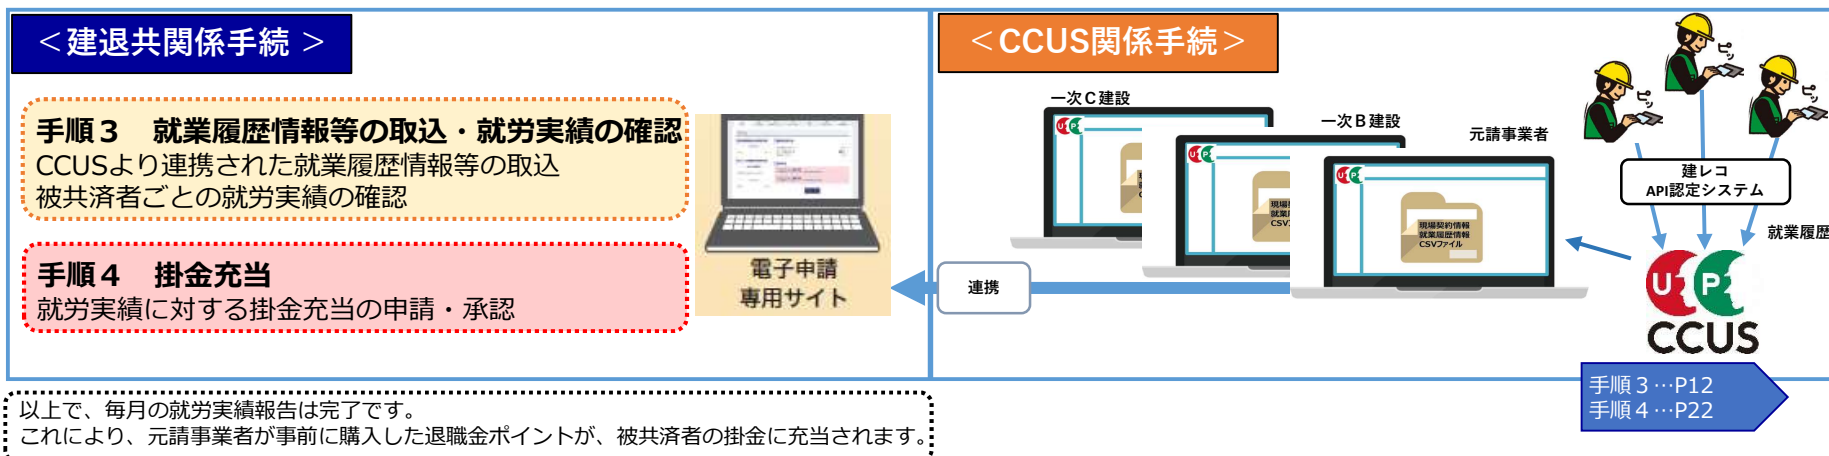 ＜建退共関係手続 ＞
手順３　就業履歴情報等の取込・就労実績の確認
CCUSより連携された就業履歴情報等の取込
被共済者ごとの就労実績の確認
手順４　掛金充当
就労実績に対する掛金充当の申請・承認
電子申請
専用サイト
＜CCUS関係手続＞
一次Ｃ建設
一次Ｂ建設
元請事業者
現場契約情報
就業履歴情報
CSVファイル
連携
ピッ
ピッ
ピッ
建レコ
API認定システム
就業履歴
CCUS
手順３…P12
手順４…P22
以上で、毎月の就労実績報告は完了です。
これにより、元請事業者が事前に購入した退職金ポイントが、被共済者の掛金に充当されます。